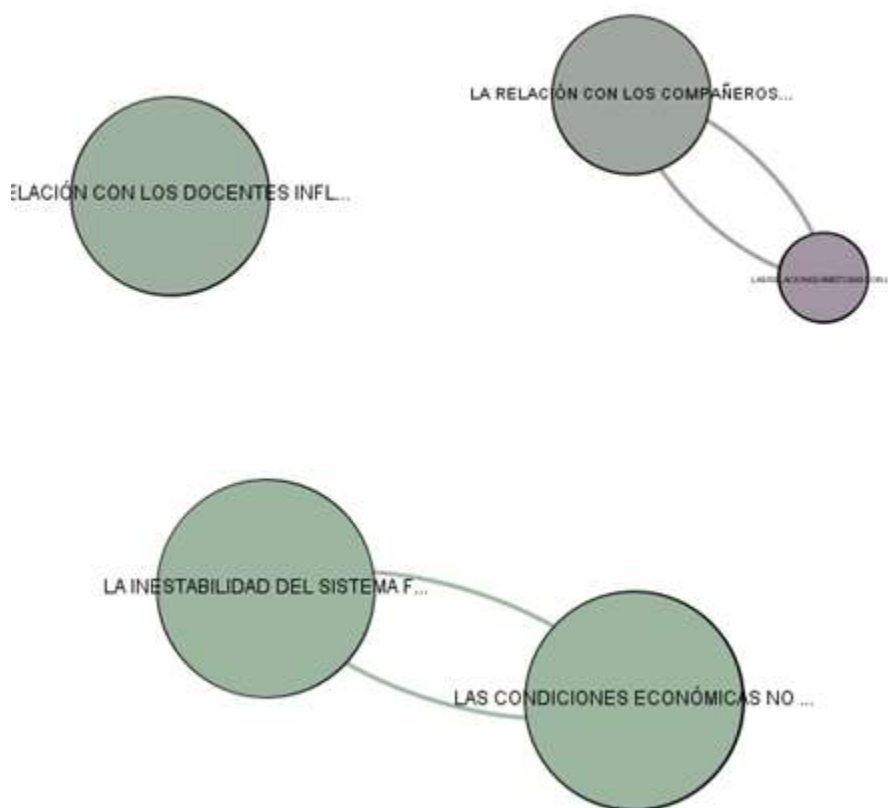 LA RELACIÓN CON LOS COMPAÑEROS...
ELACIÓN CON LOS DOCENTES INFL...
LA INESTABILIDAD DEL SISTEMA F...
LAS CONDICIONES ECONÓMICAS NO ...